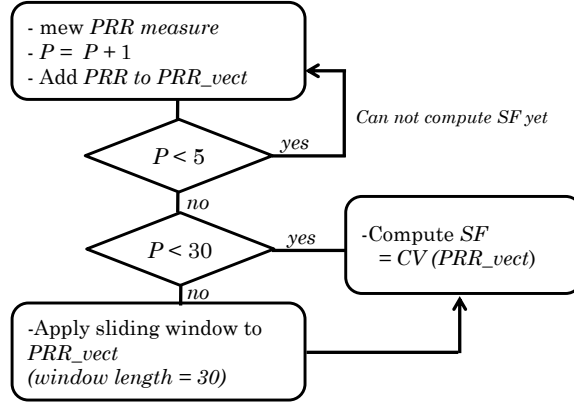 - mew PRR measure
- P = P + 1
- Add PRR to PRR_vect
Can not compute SF yet
P < 5
yes
no
P < 30
yes
-Compute SF
= CV (PRR_vect)
no
-Apply sliding window to
PRR_vect
(window length = 30)